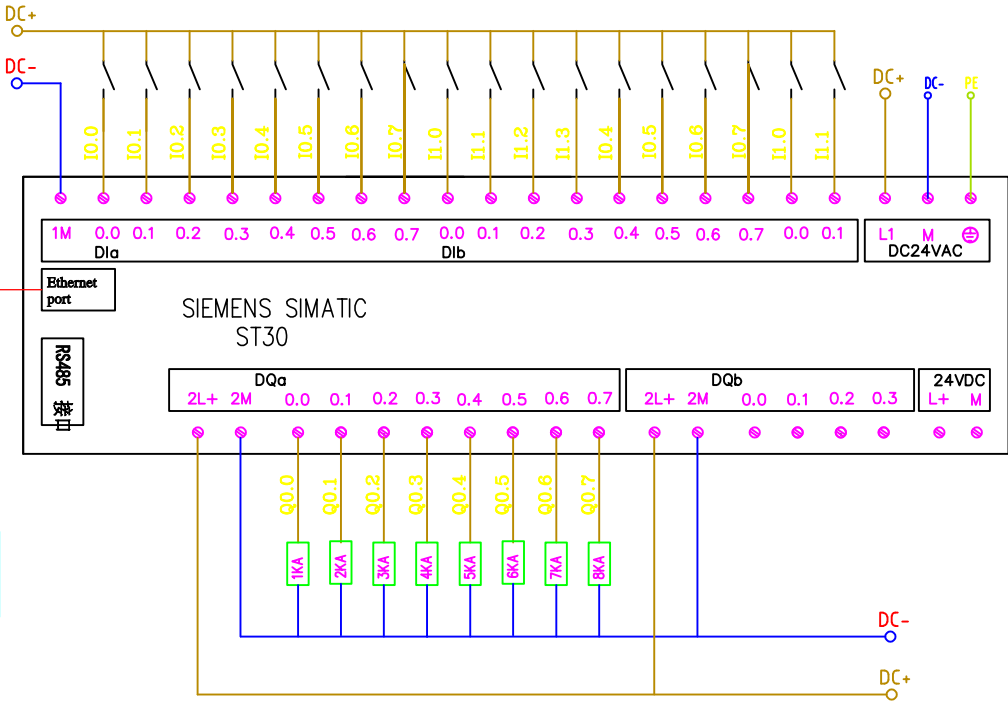 DC+
DC-
DC+
DC-
PE
I0.0 I0.1 I0.2 I0.3 I0.4 I0.5 I0.6 I0.7 I1.0 I1.1 I1.2 I1.3 I0.4 I0.5 I0.6 I0.7 I1.0 I1.1
1M 0.0 0.1 0.2 0.3 0.4 0.5 0.6 0.7 0.0 0.1 0.2 0.3 0.4 0.5 0.6 0.7 0.0 0.1
DIa DIb
L1 M
DC24VAC
Ethernet
port
SIEMENS SIMATIC
ST30
RS485 接口
DQa
2L+ 2M 0.0 0.1 0.2 0.3 0.4 0.5 0.6 0.7
DQb
2L+ 2M 0.0 0.1 0.2 0.3
24VDC
L+ M
Q0.0 Q0.1 Q0.2 Q0.3 Q0.4 Q0.5 Q0.6 Q0.7
1KA 2KA 3KA 4KA 5KA 6KA 7KA 8KA
DC-
DC+